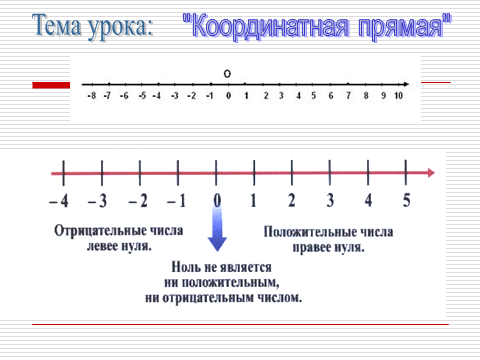 Тема урока: "Координатная прямая"
O
-8 -7 -6 -5 -4 -3 -2 -1 0 1 2 3 4 5 6 7 8 9 10
– 4 – 3 – 2 – 1 0 1 2 3 4 5
Отрицательные числа
левее нуля.
Положительные числа
правее нуля.
Ноль не является
ни положительным,
ни отрицательным числом.